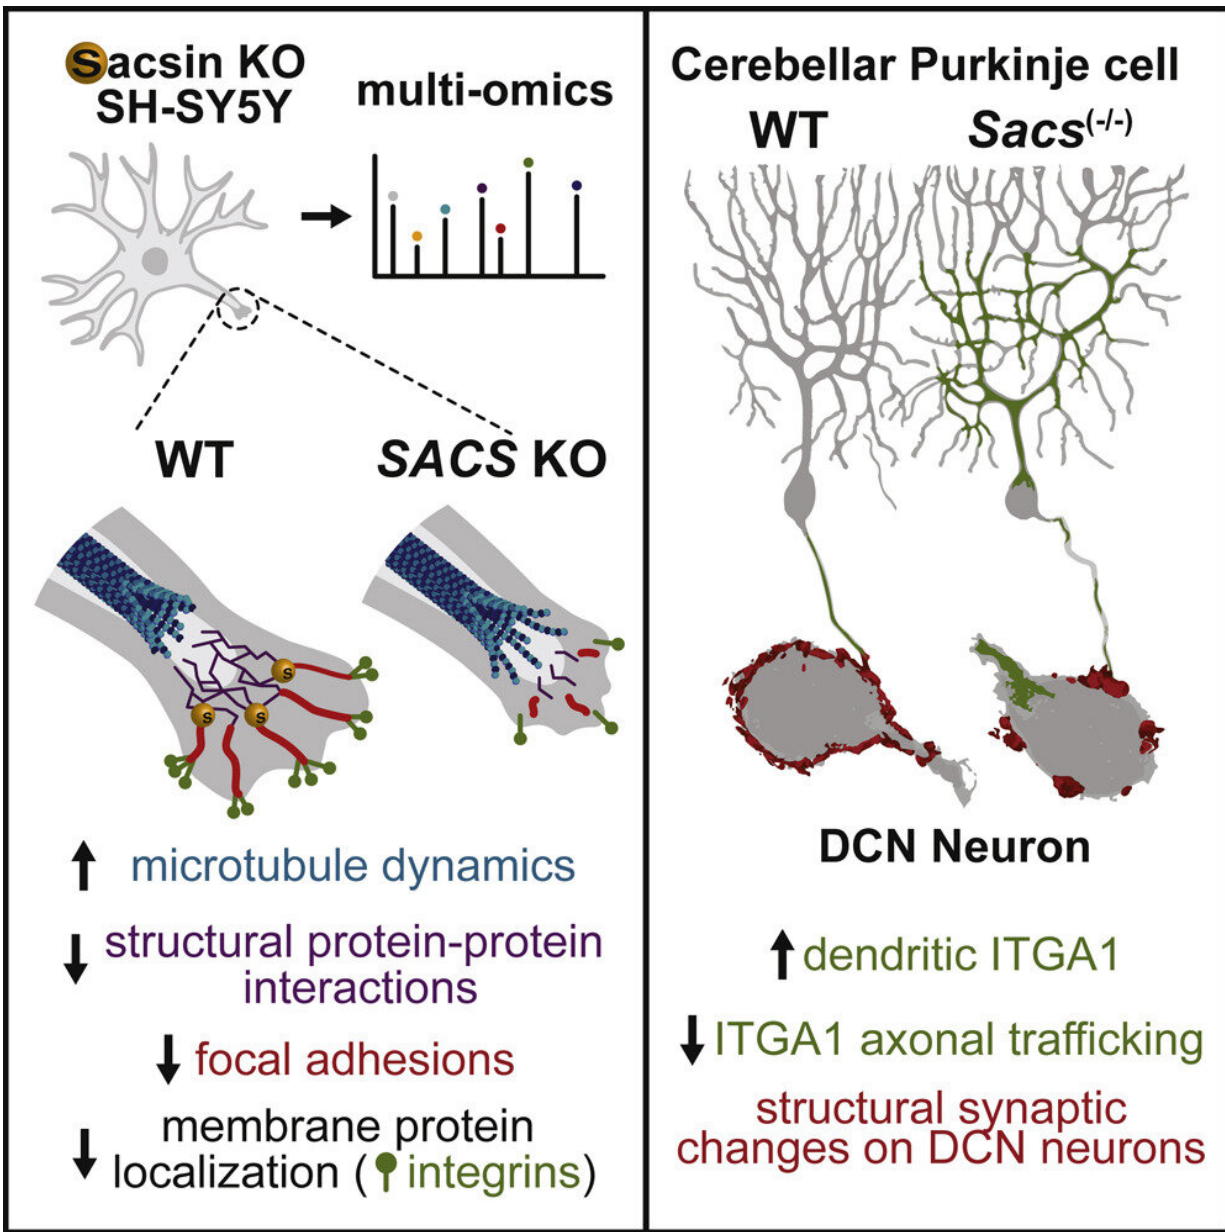 Sacsin KO
SH-SY5Y
multi-omics
WT
SACS KO
S
S
S
microtubule dynamics
structural protein-protein
interactions
focal adhesions
membrane protein
localization ( integrins)
Cerebellar Purkinje cell
WT
Sacs(-/-)
DCN Neuron
dendritic ITGA1
ITGA1 axonal trafficking
structural synaptic
changes on DCN neurons